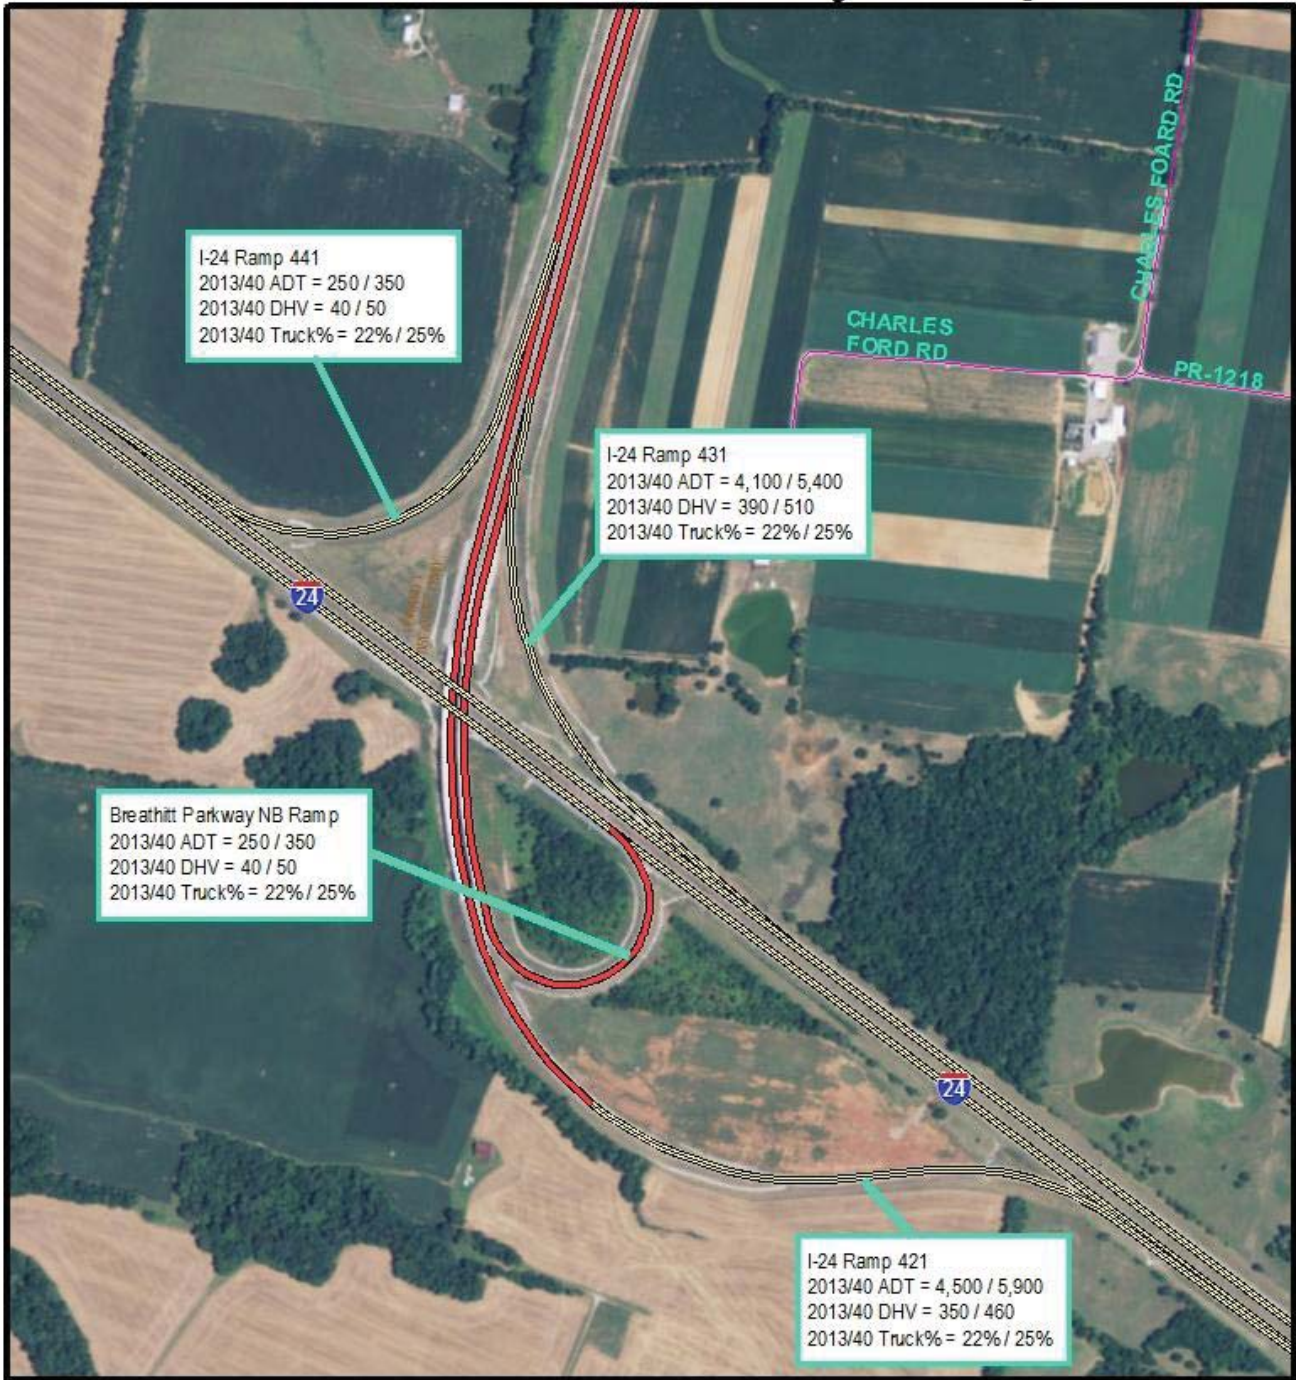 CHARLES FOARD RD
I-24 Ramp 441
2013/40 ADT = 250 / 350
2013/40 DHV = 40 / 50
2013/40 Truck% = 22% / 25%
CHARLES
FORD RD
PR-1218
I-24 Ramp 431
2013/40 ADT = 4,100 / 5,400
2013/40 DHV = 390 / 510
2013/40 Truck% = 22% / 25%
24
Breathitt Parkway NB Ramp
2013/40 ADT = 250 / 350
2013/40 DHV = 40 / 50
2013/40 Truck% = 22% / 25%
24
I-24 Ramp 421
2013/40 ADT = 4,500 / 5,900
2013/40 DHV = 350 / 460
2013/40 Truck% = 22% / 25%